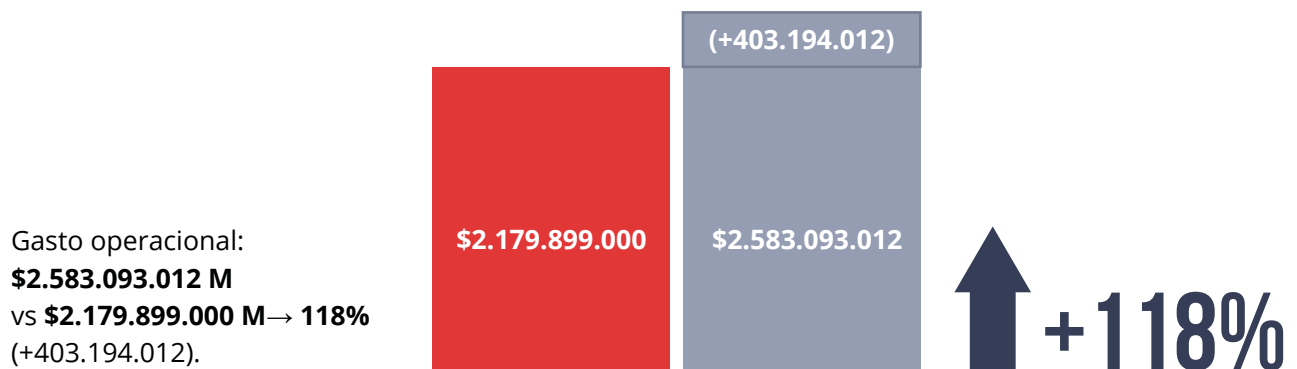 (+403.194.012)
Gasto operacional:
$2.583.093.012 M
vs $2.179.899.000 M→ 118%
(+403.194.012).
$2.179.899.000
$2.583.093.012
+118%